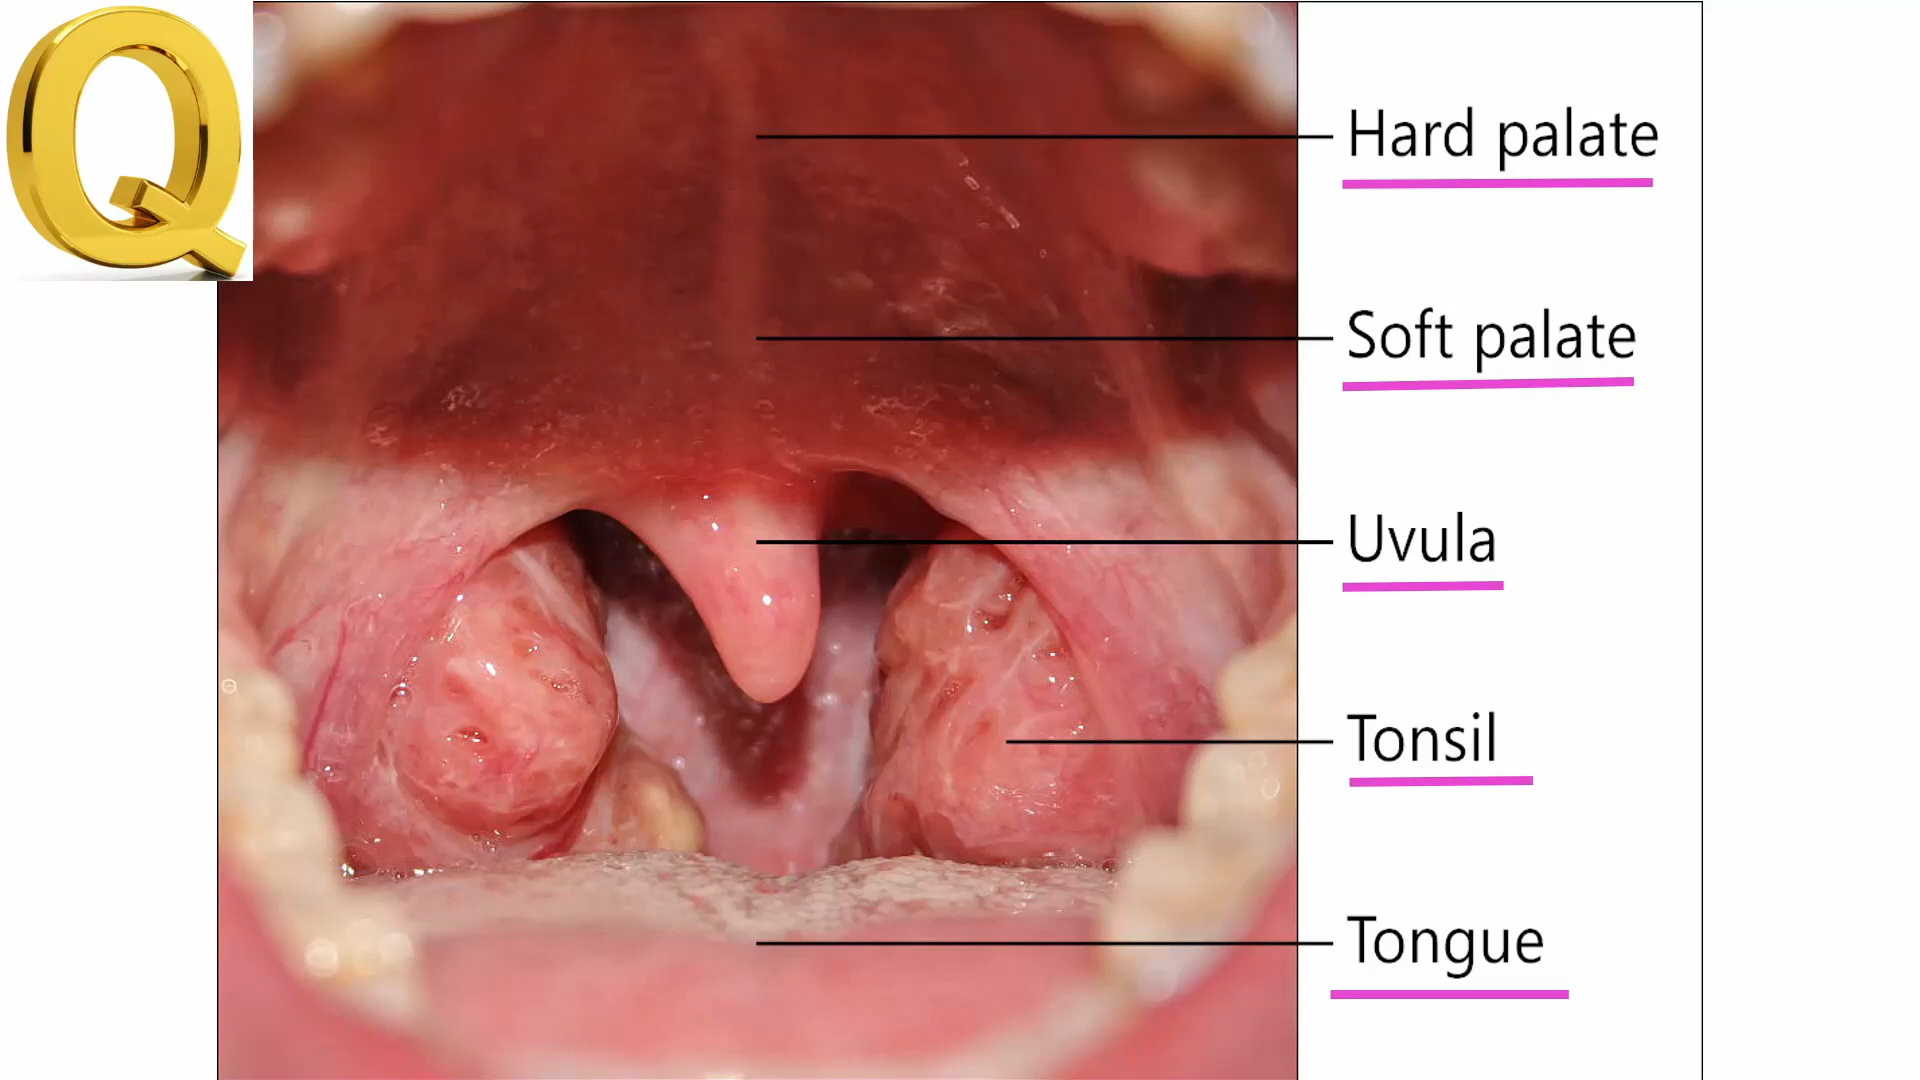 Q
Hard palate
Soft palate
Uvula
Tonsil
Tongue